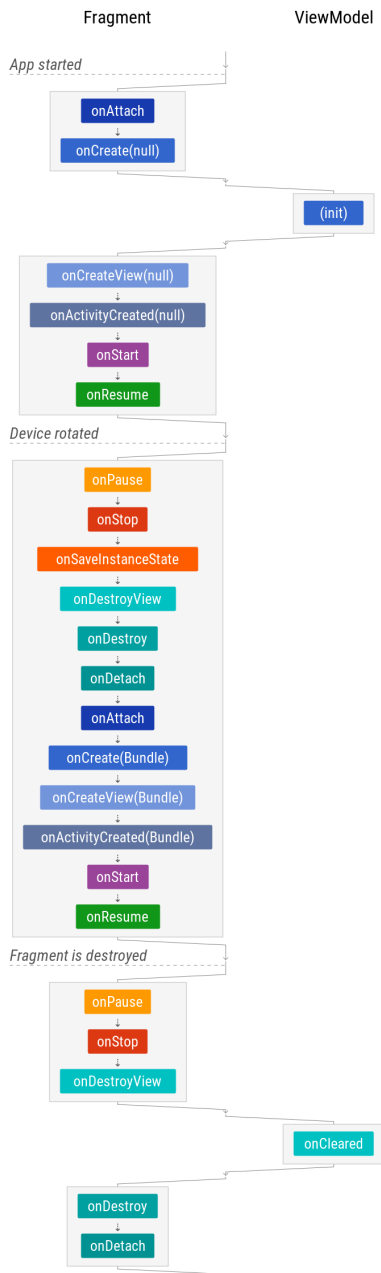 Fragment ViewModel
App started
onAttach
onCreate(null)
(init)
onCreateView(null)
onActivityCreated(null)
onStart
onResume
Device rotated
onPause
onStop
onSaveInstanceState
onDestroyView
onDestroy
onDetach
onAttach
onCreate(Bundle)
onCreateView(Bundle)
onActivityCreated(Bundle)
onStart
onResume
Fragment is destroyed
onPause
onStop
onDestroyView
onCleared
onDestroy
onDetach